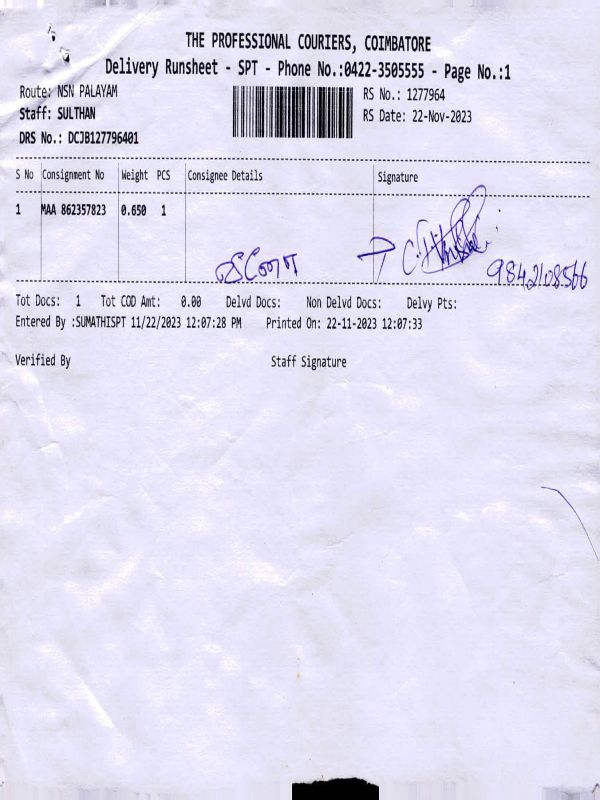 THE PROFESSIONAL COURIERS, COIMBATORE
Delivery Runsheet - SPT - Phone No.:0422-3505555 - Page No.:1
Route: NSN PALAYAM RS No.: 1277964
Staff: SULTHAN RS Date: 22-Nov-2023
DRS No.: DCJB127796401
S No Consignment No Weight PCS Consignee Details Signature
1 MAA 862357823 0.650 1
9842108566
Tot Docs: 1 Tot COD Amt: 0.00 Delvd Docs: Non Delvd Docs: Delvy Pts:
Entered By :SUMATHISPT 11/22/2023 12:07:28 PM Printed On: 22-11-2023 12:07:33
Verified By Staff Signature